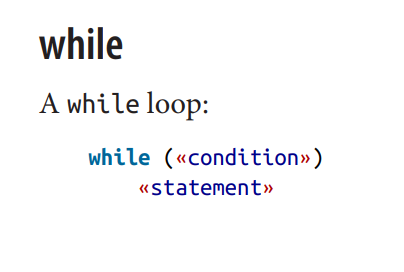 while
A while loop:
while («condition»)
«statement»